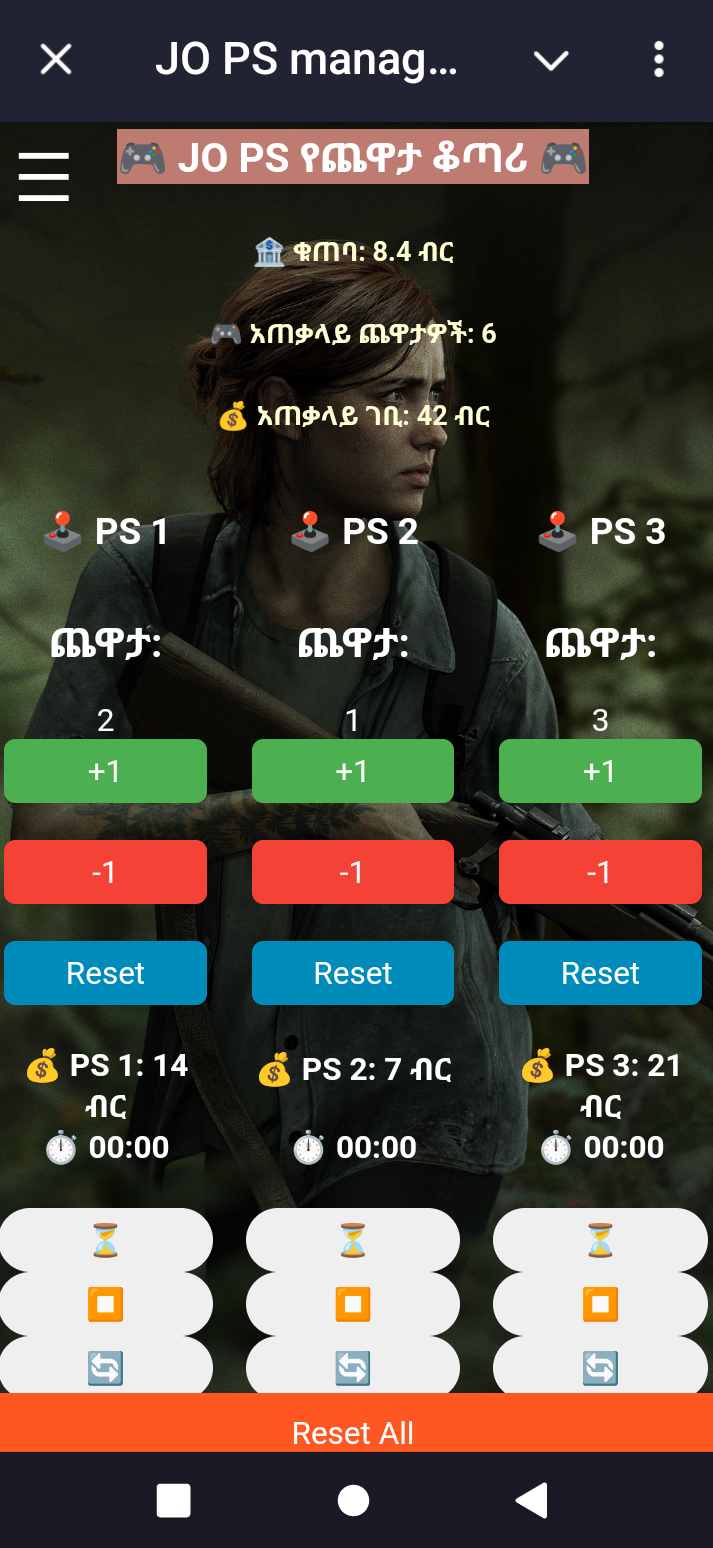 JO PS manag...
🎮 JO PS የጨዋታ ቆጣሪ 🎮
🏦 ቁጠባ: 8.4 ብር
🎮 አጠቃላይ ጨዋታዎች: 6
💰 አጠቃላይ ገቢ: 42 ብር
🕹️ PS 1 🕹️ PS 2 🕹️ PS 3
ጨዋታ: ጨዋታ: ጨዋታ:
2 1 3
+1 +1 +1
-1 -1 -1
Reset Reset Reset
💰 PS 1: 14 ብር
💰 PS 2: 7 ብር
💰 PS 3: 21 ብር
⏱️ 00:00 ⏱️ 00:00 ⏱️ 00:00
Reset All